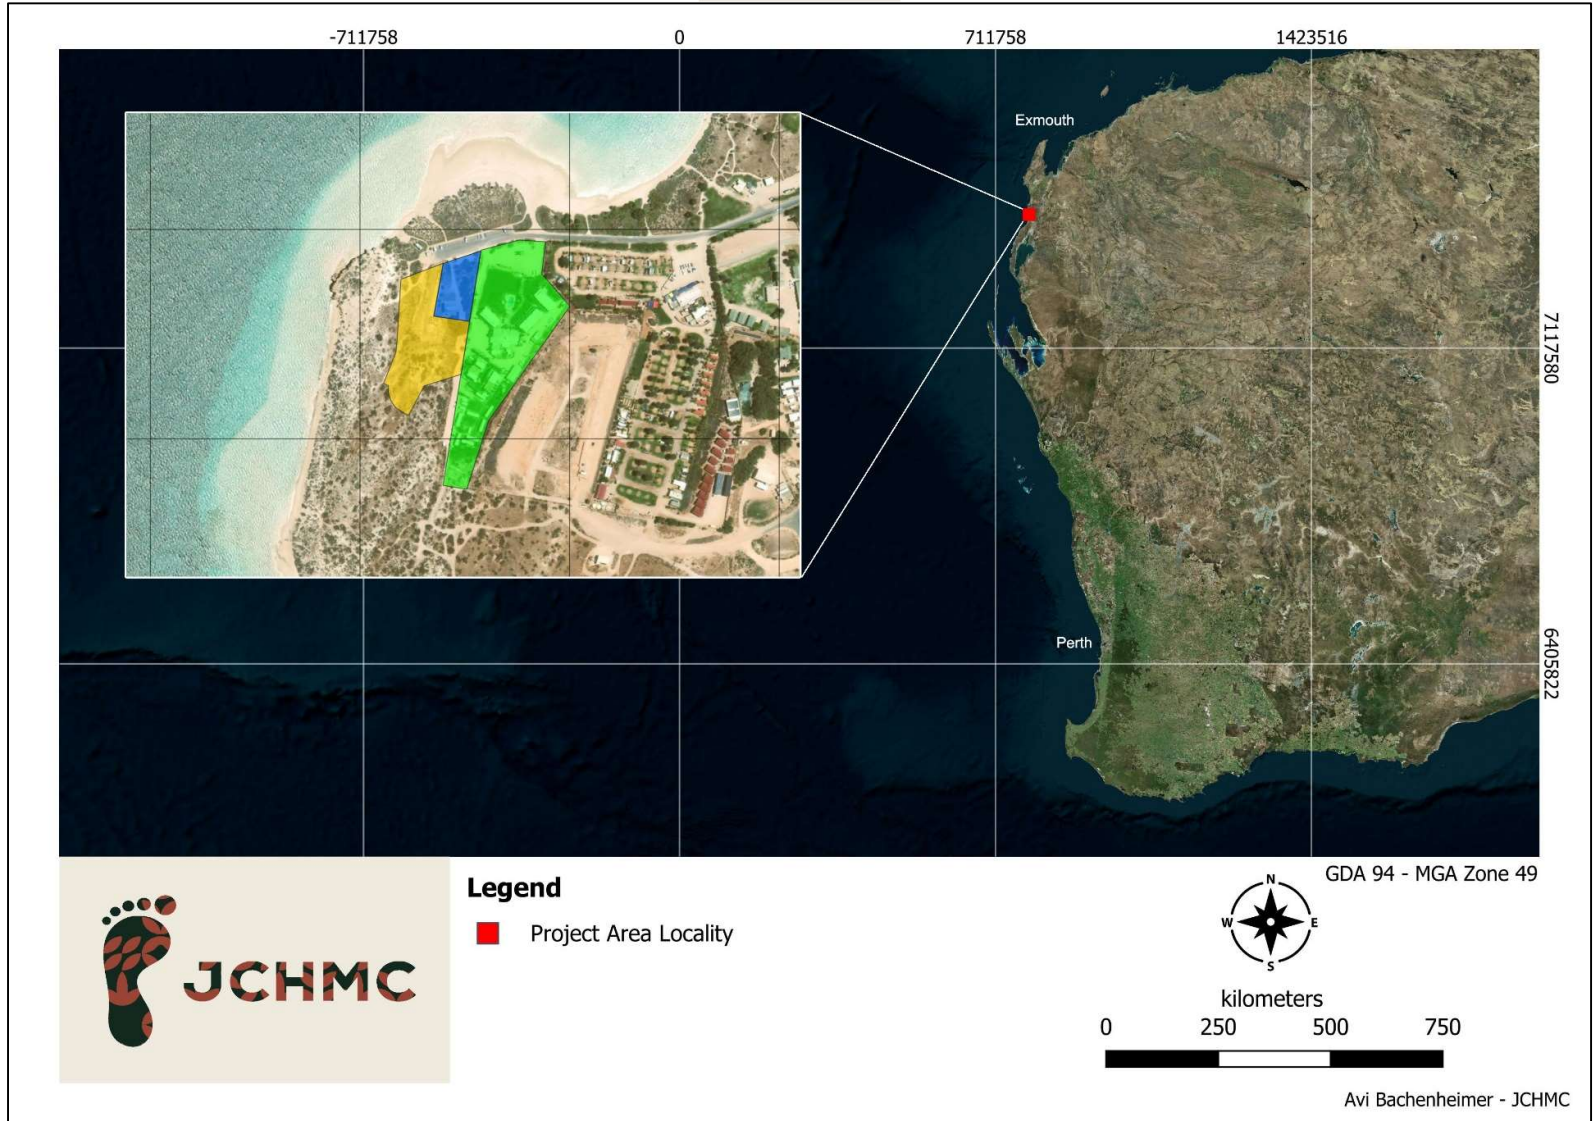 -711758 0 711758 1423516
Exmouth
7117580
Perth
6405822
JCHMC
Legend
Project Area Locality
GDA 94 - MGA Zone 49
N
W E
S
kilometers
0 250 500 750
Avi Bachenheimer - JCHMC